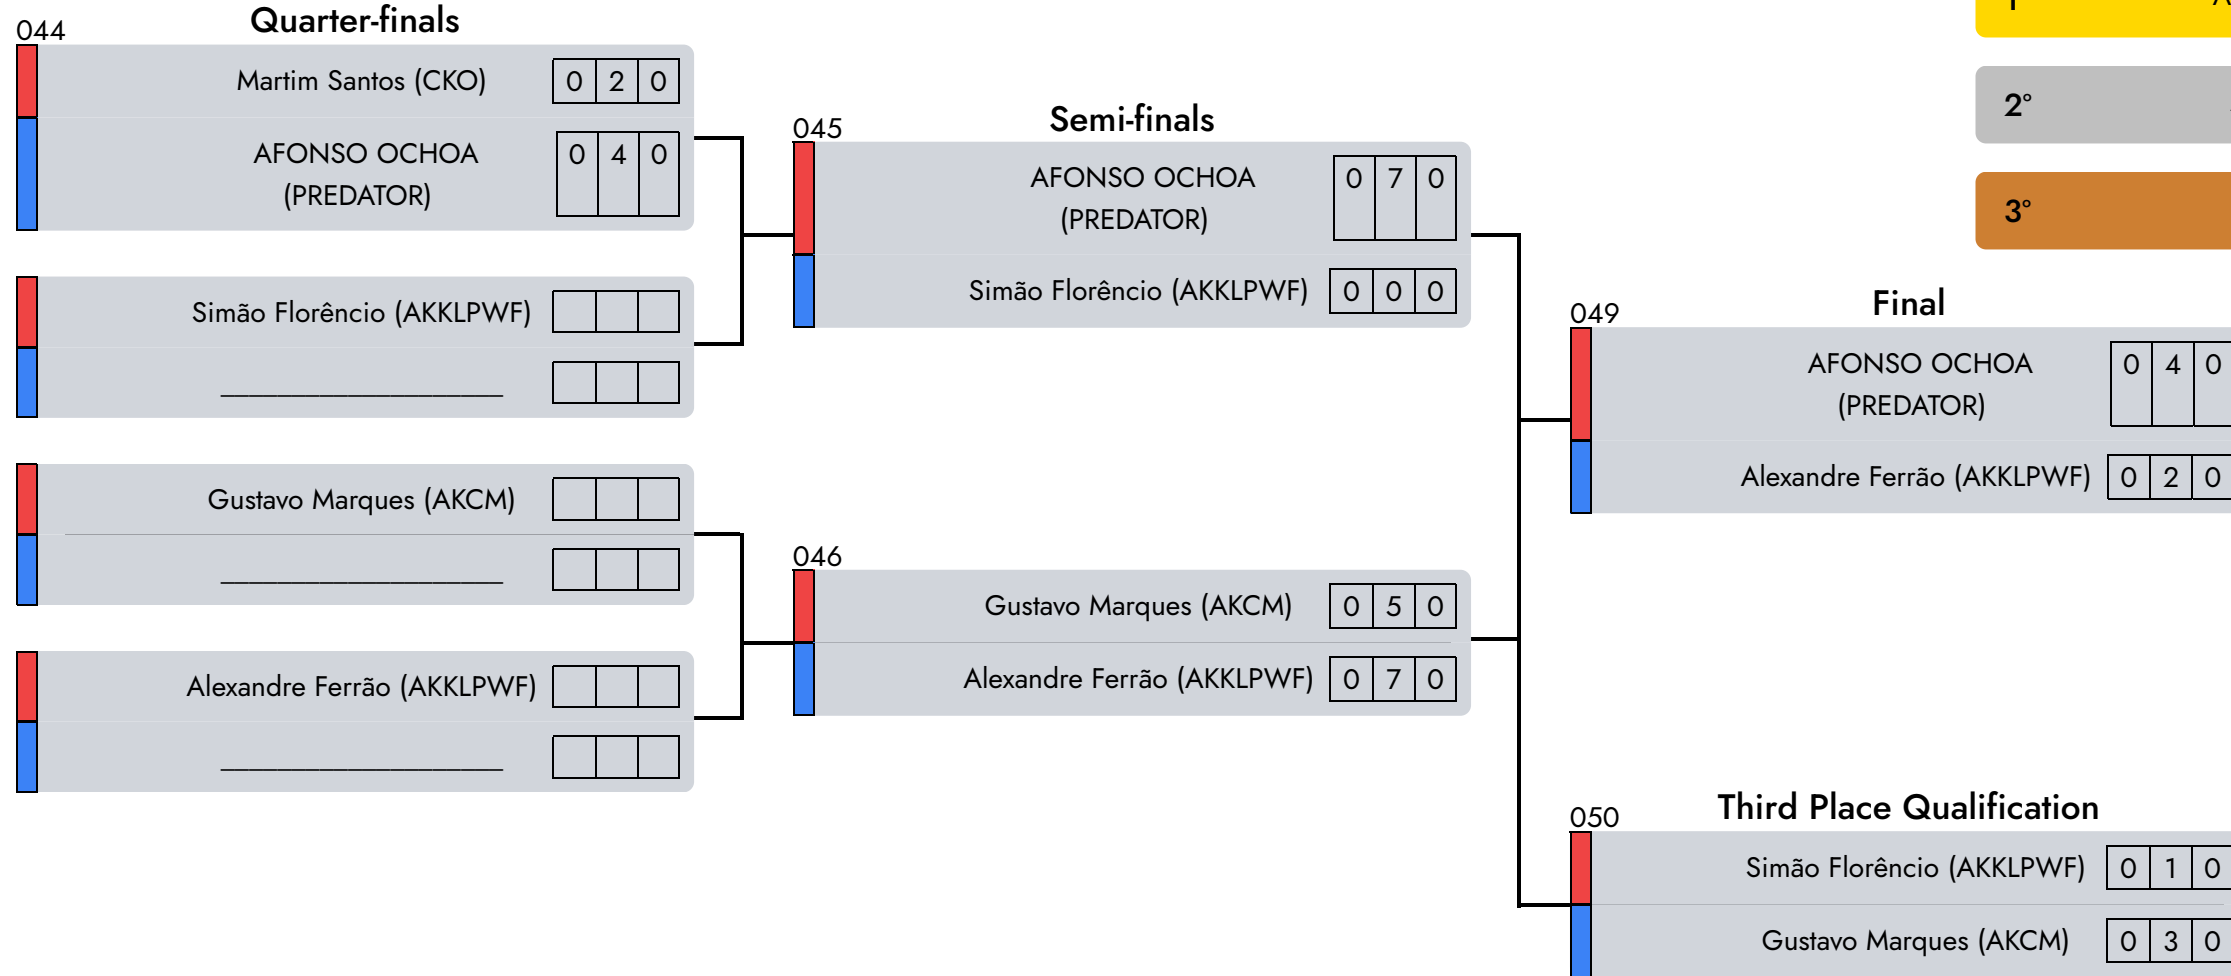 Quarter-finals
044
Martim Santos (CKO) 0 2 0
AFONSO OCHOA
(PREDATOR) 0 4 0
Simão Florêncio (AKKLPWF)
____________________
Gustavo Marques (AKCM)
____________________
Alexandre Ferrão (AKKLPWF)
____________________
Semi-finals
045
AFONSO OCHOA
(PREDATOR) 0 7 0
Simão Florêncio (AKKLPWF) 0 0 0
046
Gustavo Marques (AKCM) 0 5 0
Alexandre Ferrão (AKKLPWF) 0 7 0
2°
3°
Final
049
AFONSO OCHOA
(PREDATOR) 0 4 0
Alexandre Ferrão (AKKLPWF) 0 2 0
Third Place Qualification
050
Simão Florêncio (AKKLPWF) 0 1 0
Gustavo Marques (AKCM) 0 3 0